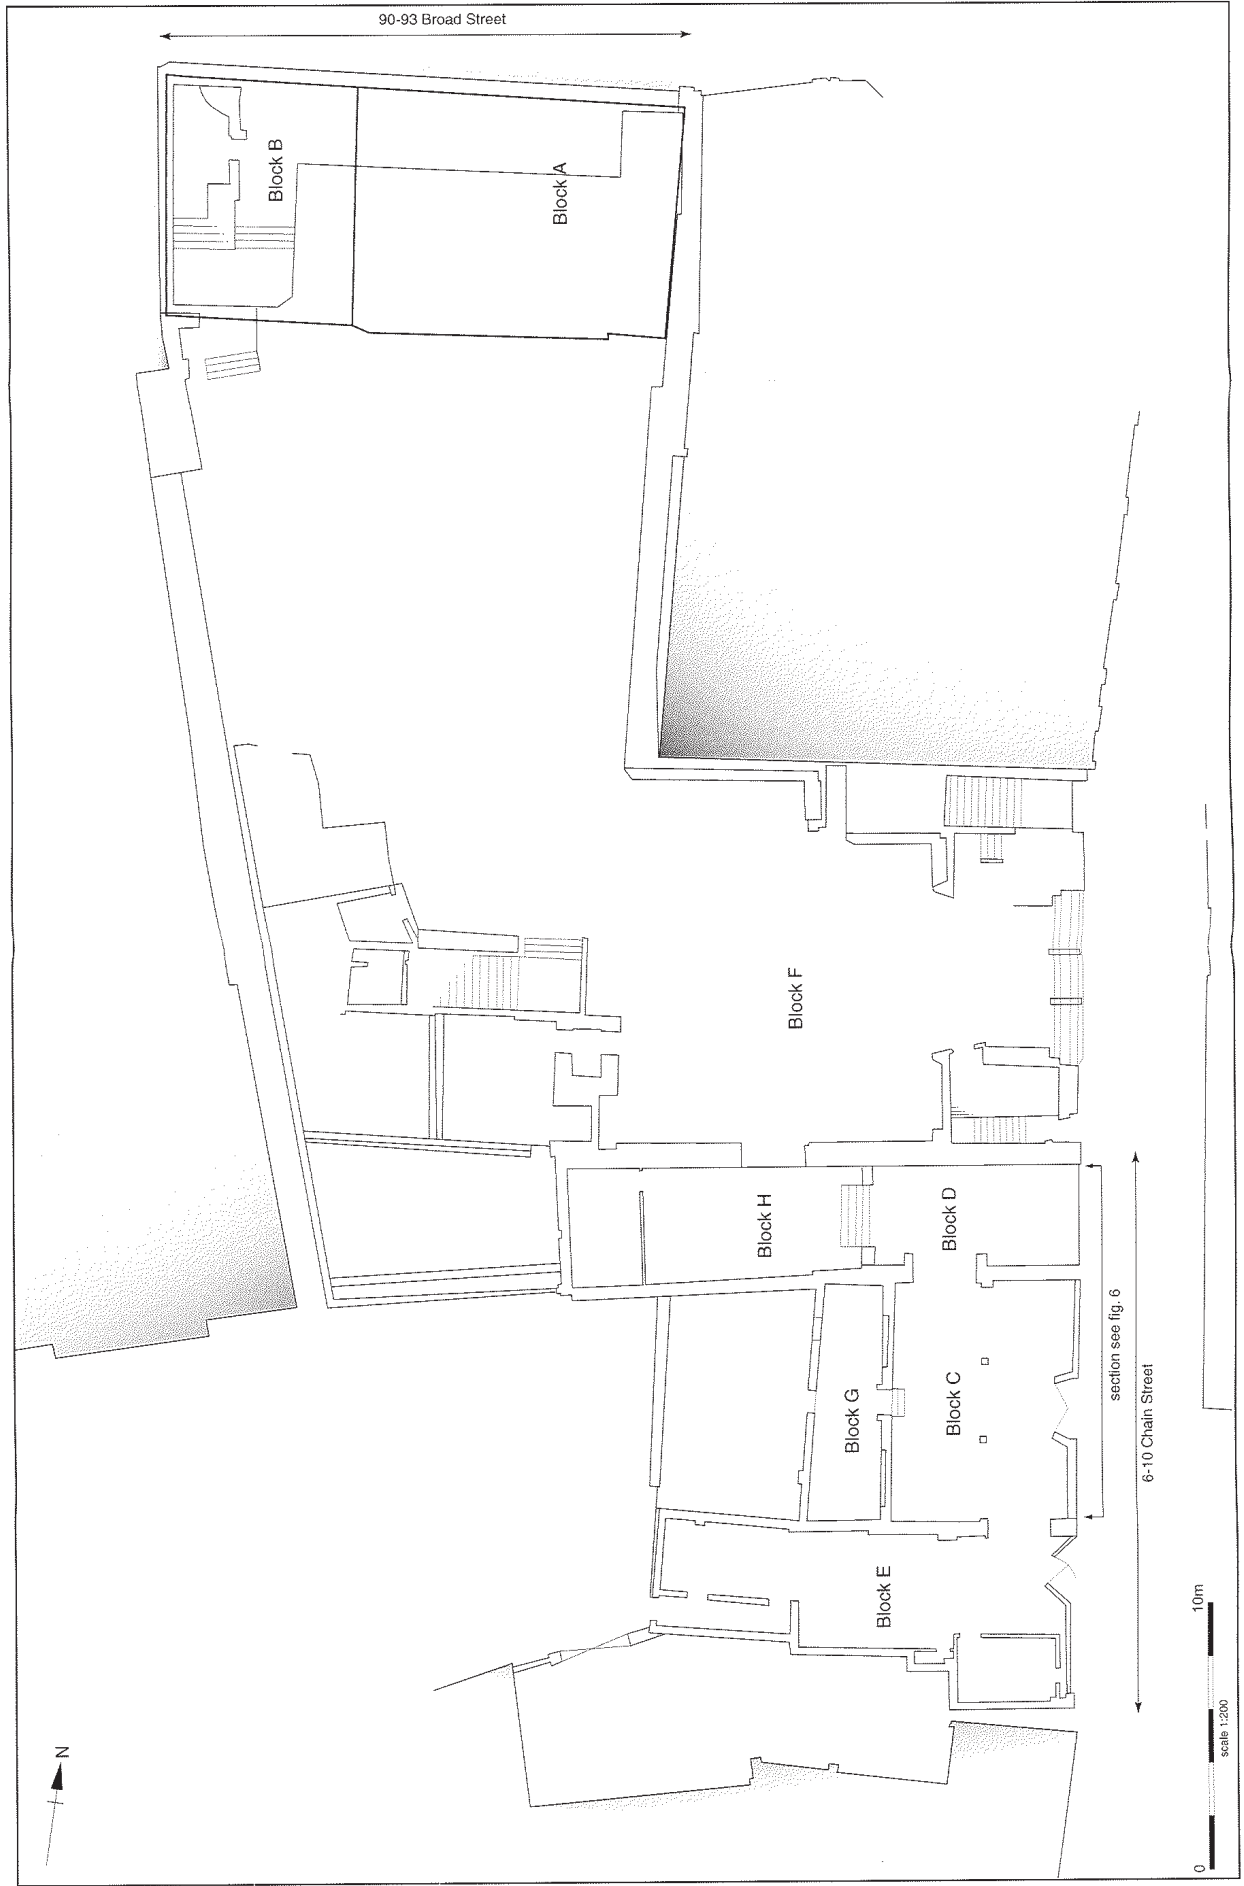 90-93 Broad Street
Block B
Block A
Block F
Block H
Block D
Block G
Block C
section see fig. 6
6-10 Chain Street
Block E
N
0
10m
scale 1:200